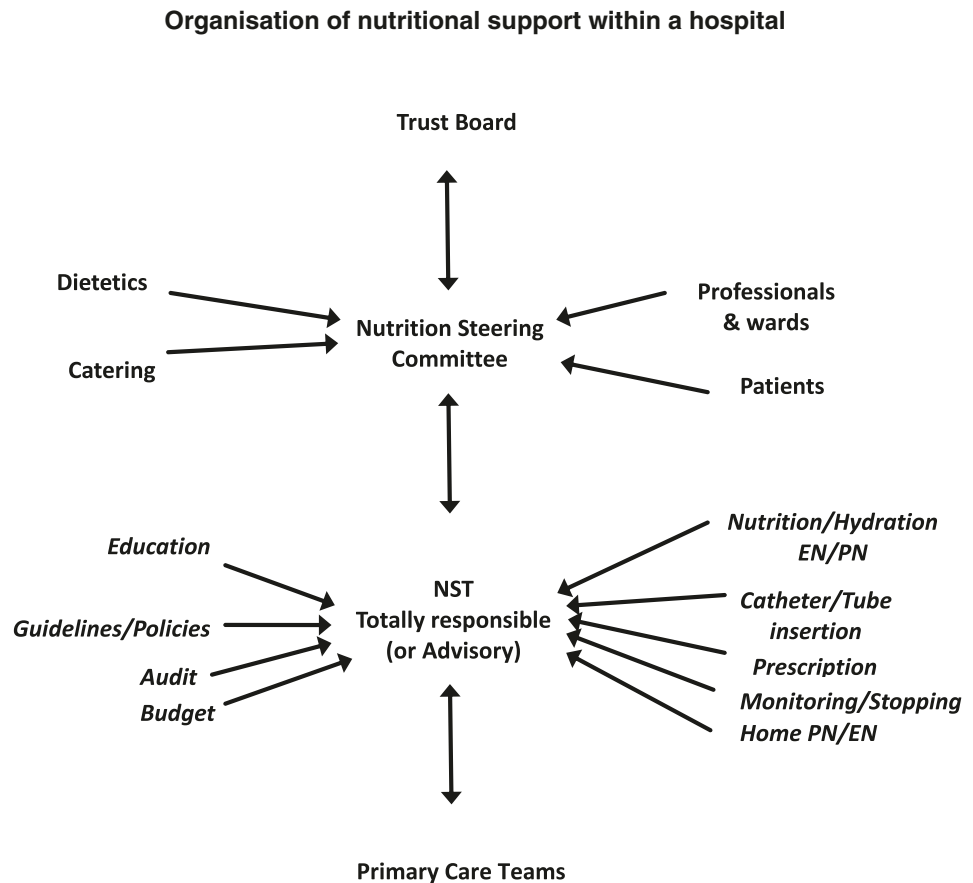 Organisation of nutritional support within a hospital
Trust Board
Dietetics
Catering
Nutrition Steering
Committee
Professionals
& wards
Patients
Education
Guidelines/Policies
Audit
Budget
NST
Totally responsible
(or Advisory)
Nutrition/Hydration
EN/PN
Catheter/Tube
insertion
Prescription
Monitoring/Stopping
Home PN/EN
Primary Care Teams